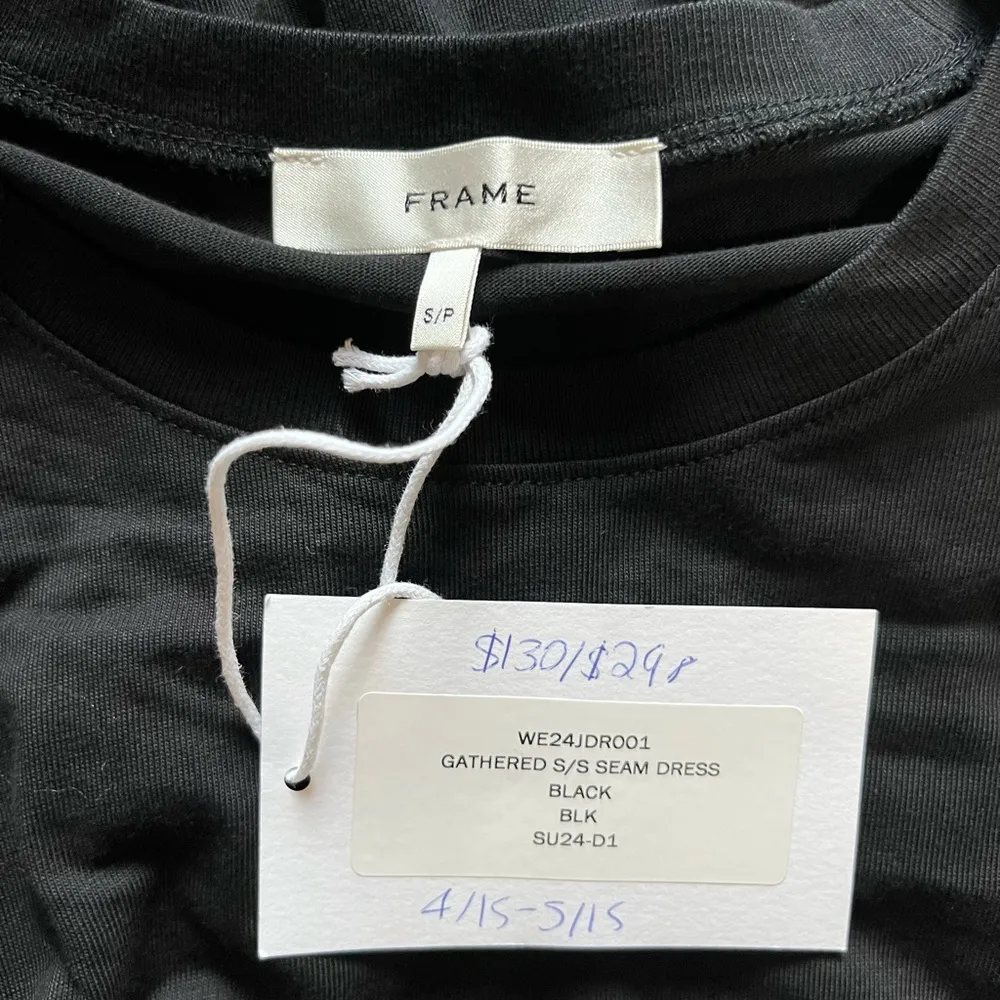 FRAME
S/P
$130/$298
WE24JDR001
GATHERED S/S SEAM DRESS
BLACK
BLK
SU24-D1
4/15-5/15